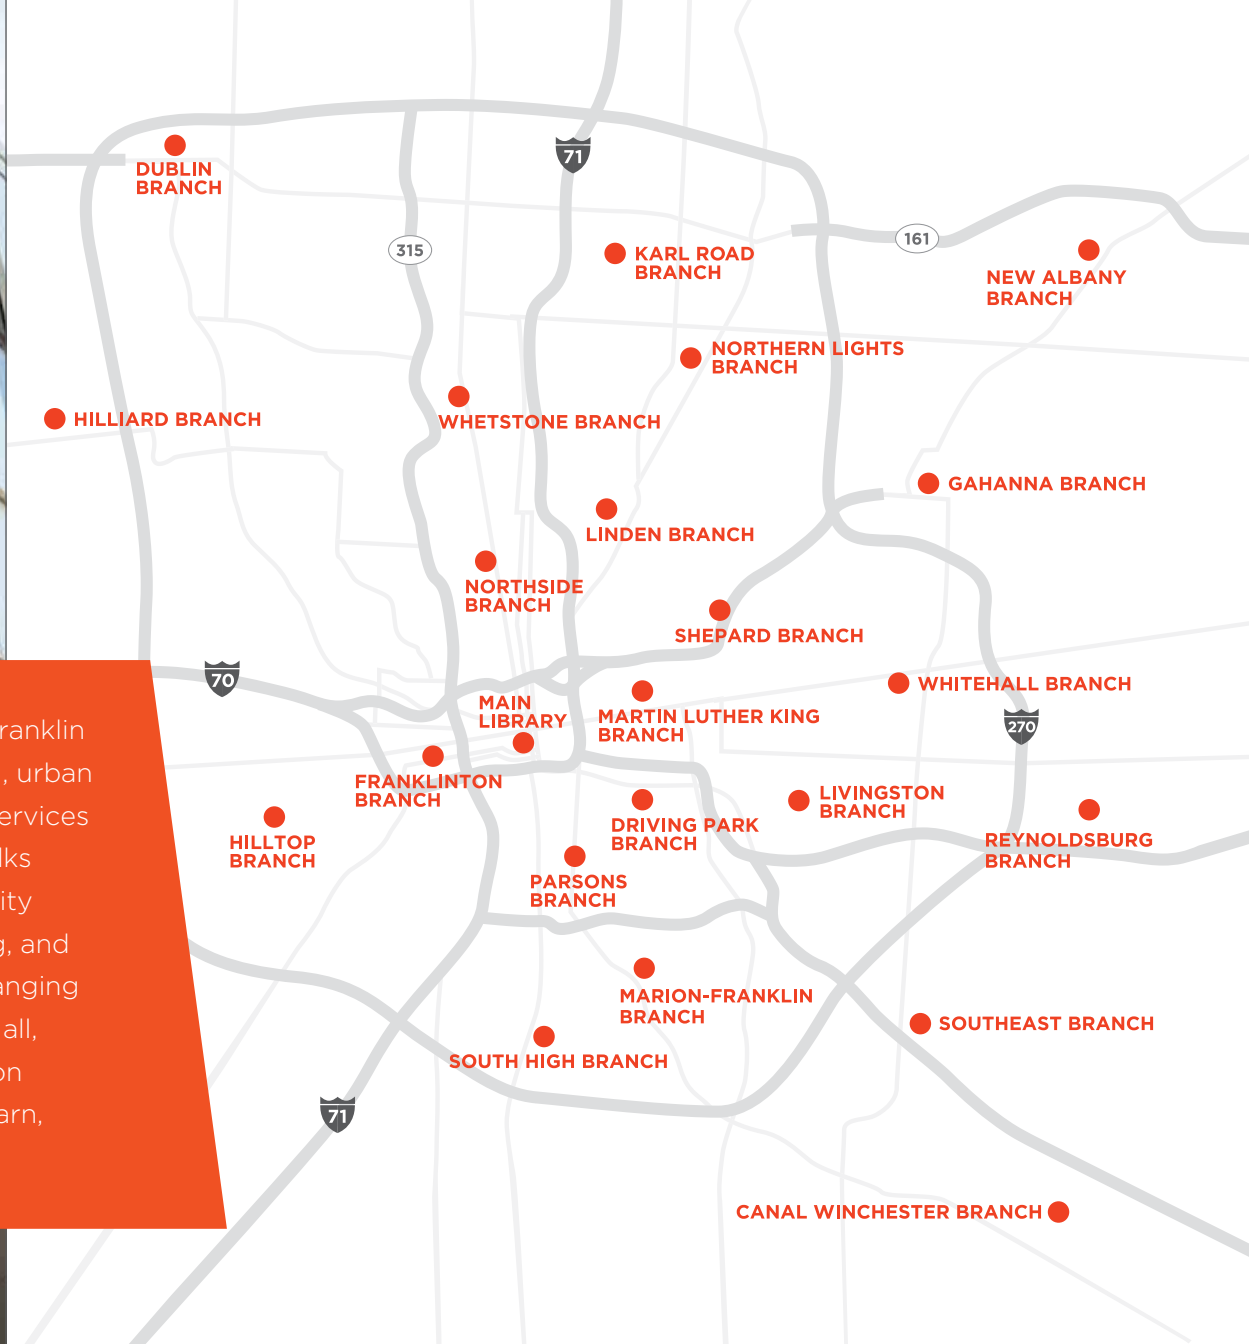 71
DUBLIN
BRANCH
315
161
KARL ROAD
BRANCH
NEW ALBANY
BRANCH
NORTHERN LIGHTS
BRANCH
WHETSTONE BRANCH
HILLIARD BRANCH
GAHANNA BRANCH
LINDEN BRANCH
NORTHSIDE
BRANCH
SHEPARD BRANCH
70
WHITEHALL BRANCH
MAIN
LIBRARY
MARTIN LUTHER KING
BRANCH
270
FRANKLINTON
BRANCH
LIVINGSTON
BRANCH
DRIVING PARK
BRANCH
HILLTOP
BRANCH
REYNOLDSBURG
BRANCH
PARSONS
BRANCH
MARION-FRANKLIN
BRANCH
SOUTHEAST BRANCH
SOUTH HIGH BRANCH
71
CANAL WINCHESTER BRANCH
ranklin
, urban
ervices
lks
ity
g, and
anging
all,
on
arn,